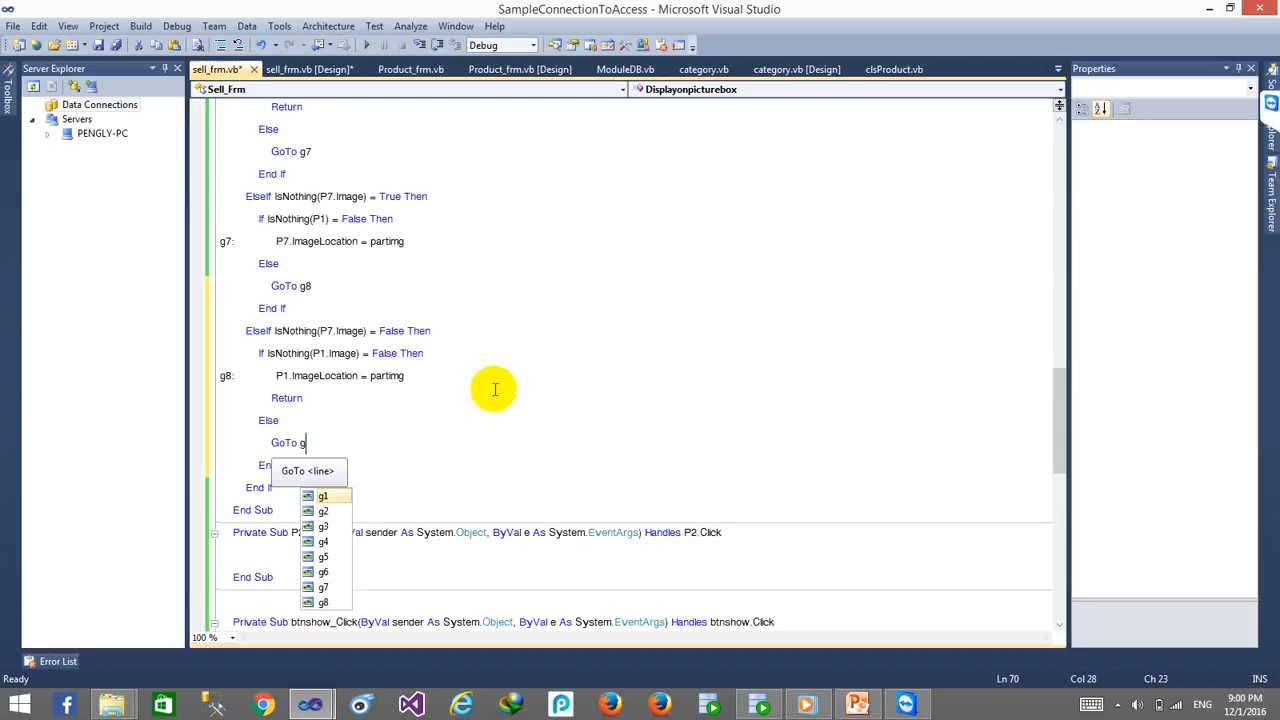 SampleConnectionToAccess - Microsoft Visual Studio
File Edit View Project Build Debug Team Data Tools Architecture Test Analyze Window Help
Debug
Server Explorer
sell_frm.vb* sell_frm.vb [Design]* Product_frm.vb Product_frm.vb [Design] ModuleDB.vb category.vb category.vb [Design] clsProduct.vb
Properties
Toolbox
Sell_Frm
Displayonpicturebox
Data Connections
Servers
PENGLY-PC
Return
Else
GoTo g7
End If
ElseIf IsNothing(P7.Image) = True Then
If IsNothing(P1) = False Then
g7: P7.ImageLocation = partimg
Else
GoTo g8
End If
ElseIf IsNothing(P7.Image) = False Then
If IsNothing(P1.Image) = False Then
g8: P1.ImageLocation = partimg
Return
Else
GoTo g
En
GoTo <line>
End If
g1
End Sub
g2
g3
Private Sub P2 Val sender As System.Object, ByVal e As System.EventArgs) Handles P2.Click
g4
g5
g6
End Sub
g7
g8
Private Sub btnshow_Click(ByVal sender As System.Object, ByVal e As System.EventArgs) Handles btnshow.Click
100 %
Team Explorer
Error List
Ready
Ln 70 Col 28 Ch 23 INS
ENG
9:00 PM
12/1/2016